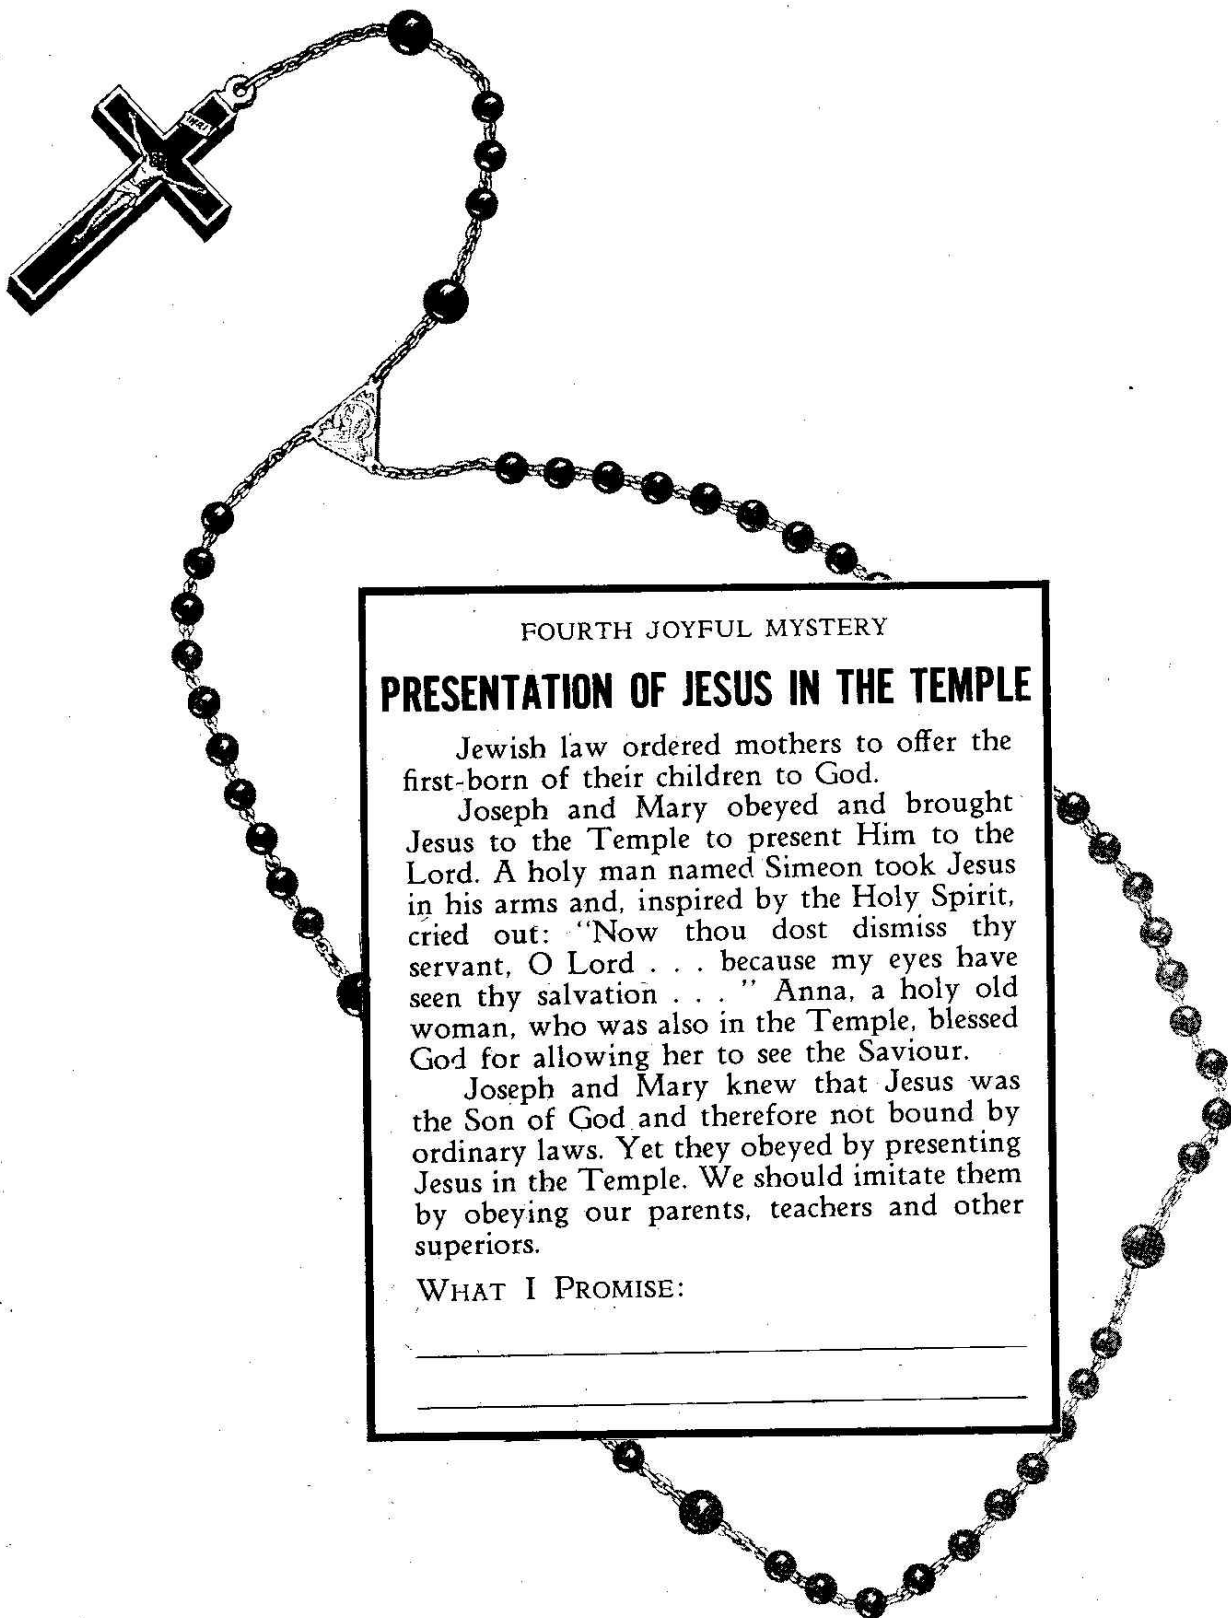 INRI
FOURTH JOYFUL MYSTERY
PRESENTATION OF JESUS IN THE TEMPLE
Jewish law ordered mothers to offer the
first-born of their children to God.
Joseph and Mary obeyed and brought
Jesus to the Temple to present Him to the
Lord. A holy man named Simeon took Jesus
in his arms and, inspired by the Holy Spirit,
cried out: "Now thou dost dismiss thy
servant, O Lord . . . because my eyes have
seen thy salvation . . . " Anna, a holy old
woman, who was also in the Temple, blessed
God for allowing her to see the Saviour.
Joseph and Mary knew that Jesus was
the Son of God and therefore not bound by
ordinary laws. Yet they obeyed by presenting
Jesus in the Temple. We should imitate them
by obeying our parents, teachers and other
superiors.
WHAT I PROMISE: